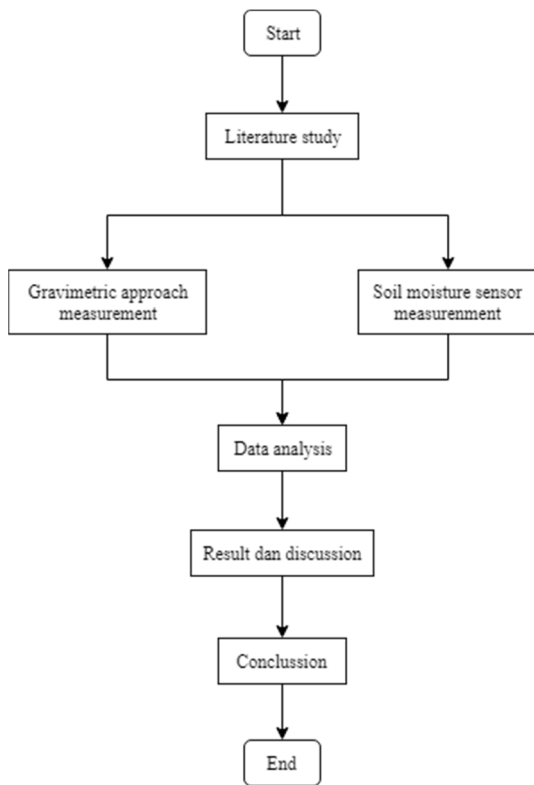 Start
Literature study
Gravimetric approach
measurement
Soil moisture sensor
measurenment
Data analysis
Result dan discussion
Conclussion
End